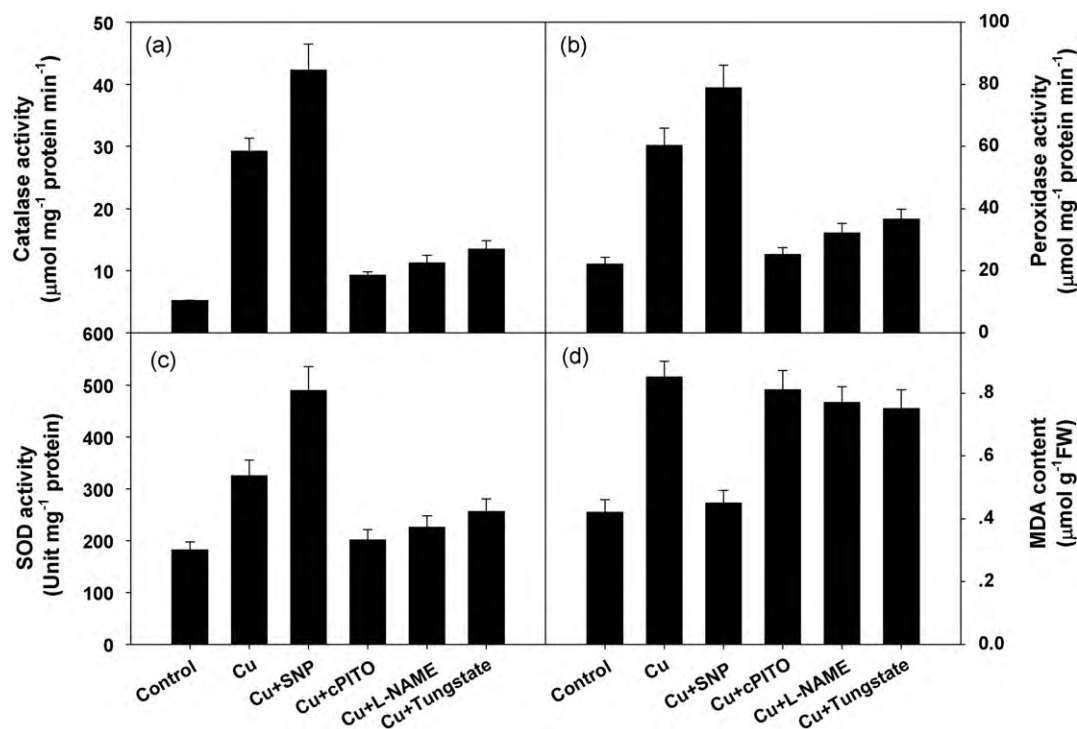 50
40
30
20
10
Catalase activity
(μmol mg⁻¹ protein min⁻¹)
(a)
(b)
100
80
60
40
20
0
Peroxidase activity
(μmol mg⁻¹ protein min⁻¹)
600
500
400
300
200
100
0
SOD activity
(Unit mg⁻¹ protein)
(c)
(d)
.8
.6
.4
.2
0.0
MDA content
(μmol g⁻¹FW)
Control
Cu
Cu+SNP
Cu+cPITO
Cu+L-NAME
Cu+Tungstate
Control
Cu
Cu+SNP
Cu+cPITO
Cu+L-NAME
Cu+Tungstate